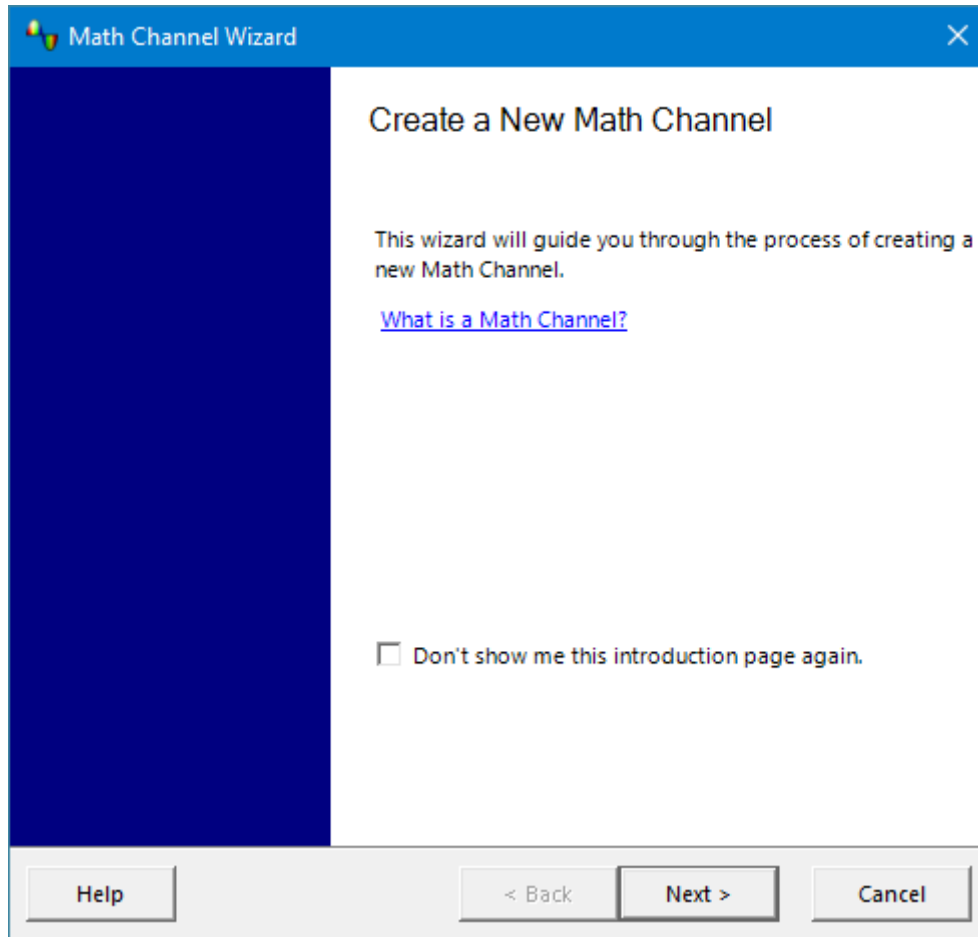 Math Channel Wizard
Create a New Math Channel
This wizard will guide you through the process of creating a
new Math Channel.
What is a Math Channel?
Don't show me this introduction page again.
Help
< Back
Next >
Cancel